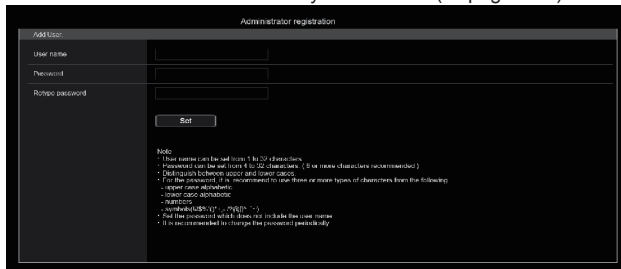 Administrator registration
Add User.
User name
Password
Retype password
Set
Note
・User name can be set from 1 to 32 characters.
・Password can be set from 4 to 32 characters. ( 8 or more characters recommended )
・Distinguish between upper and lower cases.
・For the password, it is recommend to use three or more types of characters from the following
- upper case alphabetic
- lower case alphabetic
- numbers
- symbols
・Set the password which does not include the user name
・It is recommended to change the password periodically